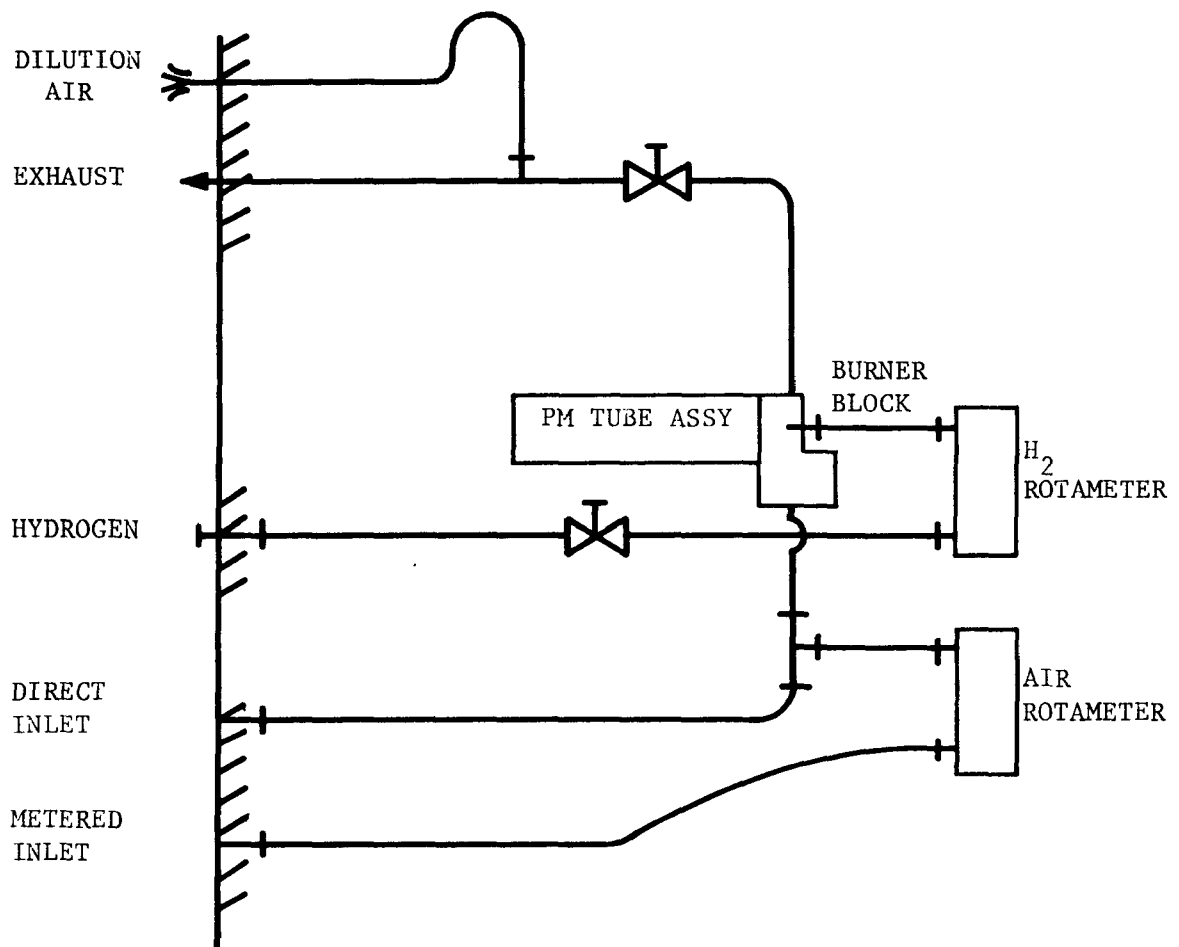 DILUTION
AIR
EXHAUST
BURNER
BLOCK
PM TUBE ASSY
H2
ROTAMETER
HYDROGEN
DIRECT
INLET
AIR
ROTAMETER
METERED
INLET